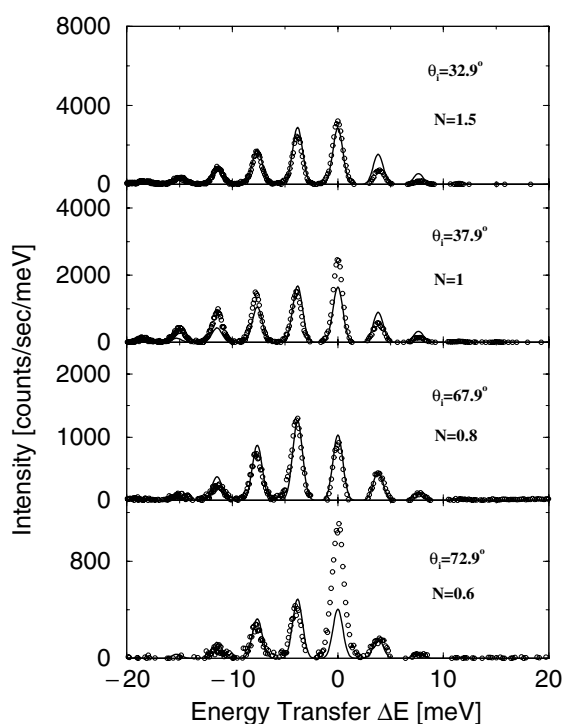 8000
θi=32.9°
4000
N=1.5
0
4000
θi=37.9°
2000
N=1
0
2000
θi=67.9°
1000
N=0.8
0
θi=72.9°
800
N=0.6
0
−20 −10 0 10 20
Energy Transfer ΔE [meV]
Intensity [counts/sec/meV]